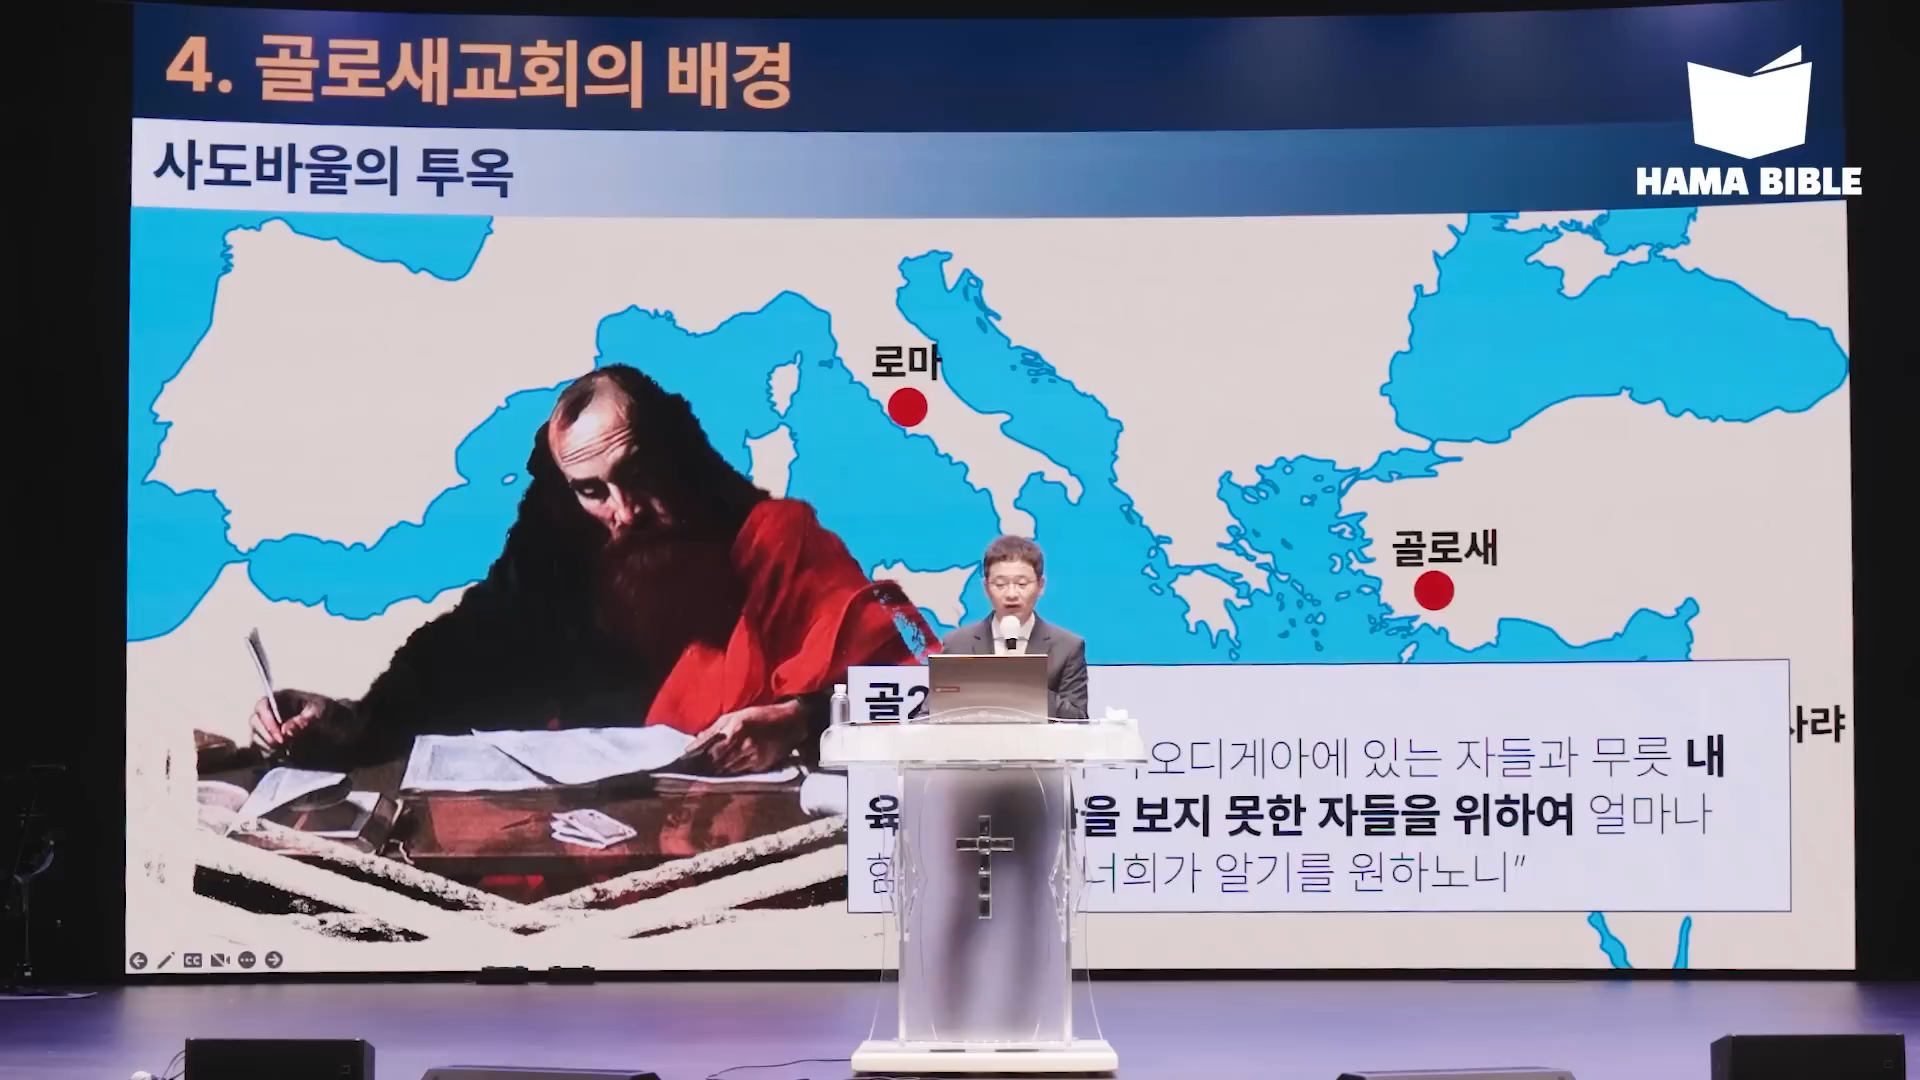 4. 골로새교회의 배경
HAMA BIBLE
사도바울의 투옥
로마
골로새
골2
오디게아에 있는 자들과 무릇 내
육 을 보지 못한 자들을 위하여 얼마나
너희가 알기를 원하노니”
CC